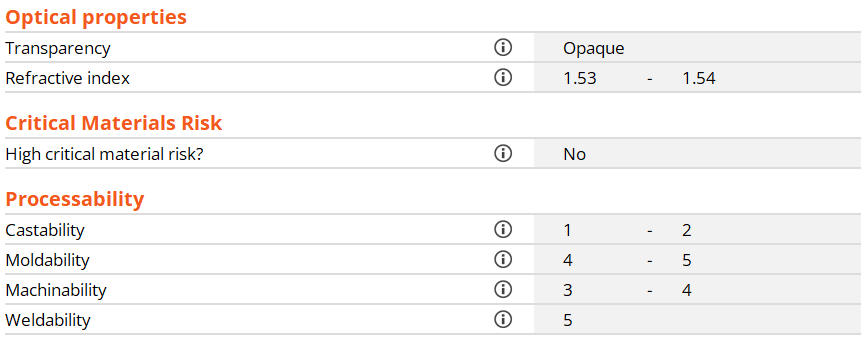 Optical properties
Transparency Opaque
Refractive index 1.53 - 1.54
Critical Materials Risk
High critical material risk? No
Processability
Castability 1 - 2
Moldability 4 - 5
Machinability 3 - 4
Weldability 5